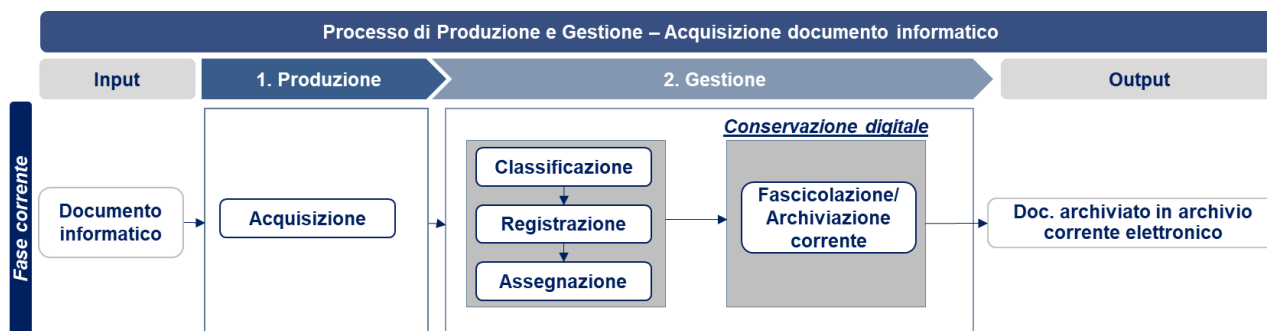 Processo di Produzione e Gestione – Acquisizione documento informatico
Input
1. Produzione
2. Gestione
Output
Fase corrente
Documento
informatico
Acquisizione
Classificazione
Registrazione
Assegnazione
Conservazione digitale
Fascicolazione/
Archiviazione
corrente
Doc. archiviato in archivio
corrente elettronico